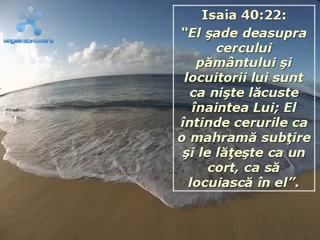 Isaia 40:22:
“El şade deasupra
cercului
pământului şi
locuitorii lui sunt
ca nişte lăcuste
înaintea Lui; El
întinde cerurile ca
o mahramă subţire
şi le lăţeşte ca un
cort, ca să
locuiască în el”.